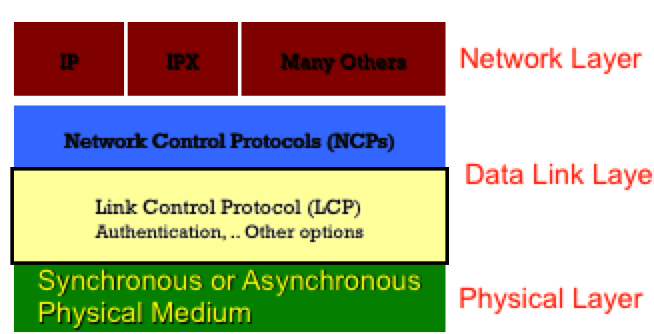 IP IPX Many Others Network Layer
Network Control Protocols (NCPs)
Data Link Laye
Link Control Protocol (LCP)
Authentication, .. Other options
Synchronous or Asynchronous
Physical Medium
Physical Layer